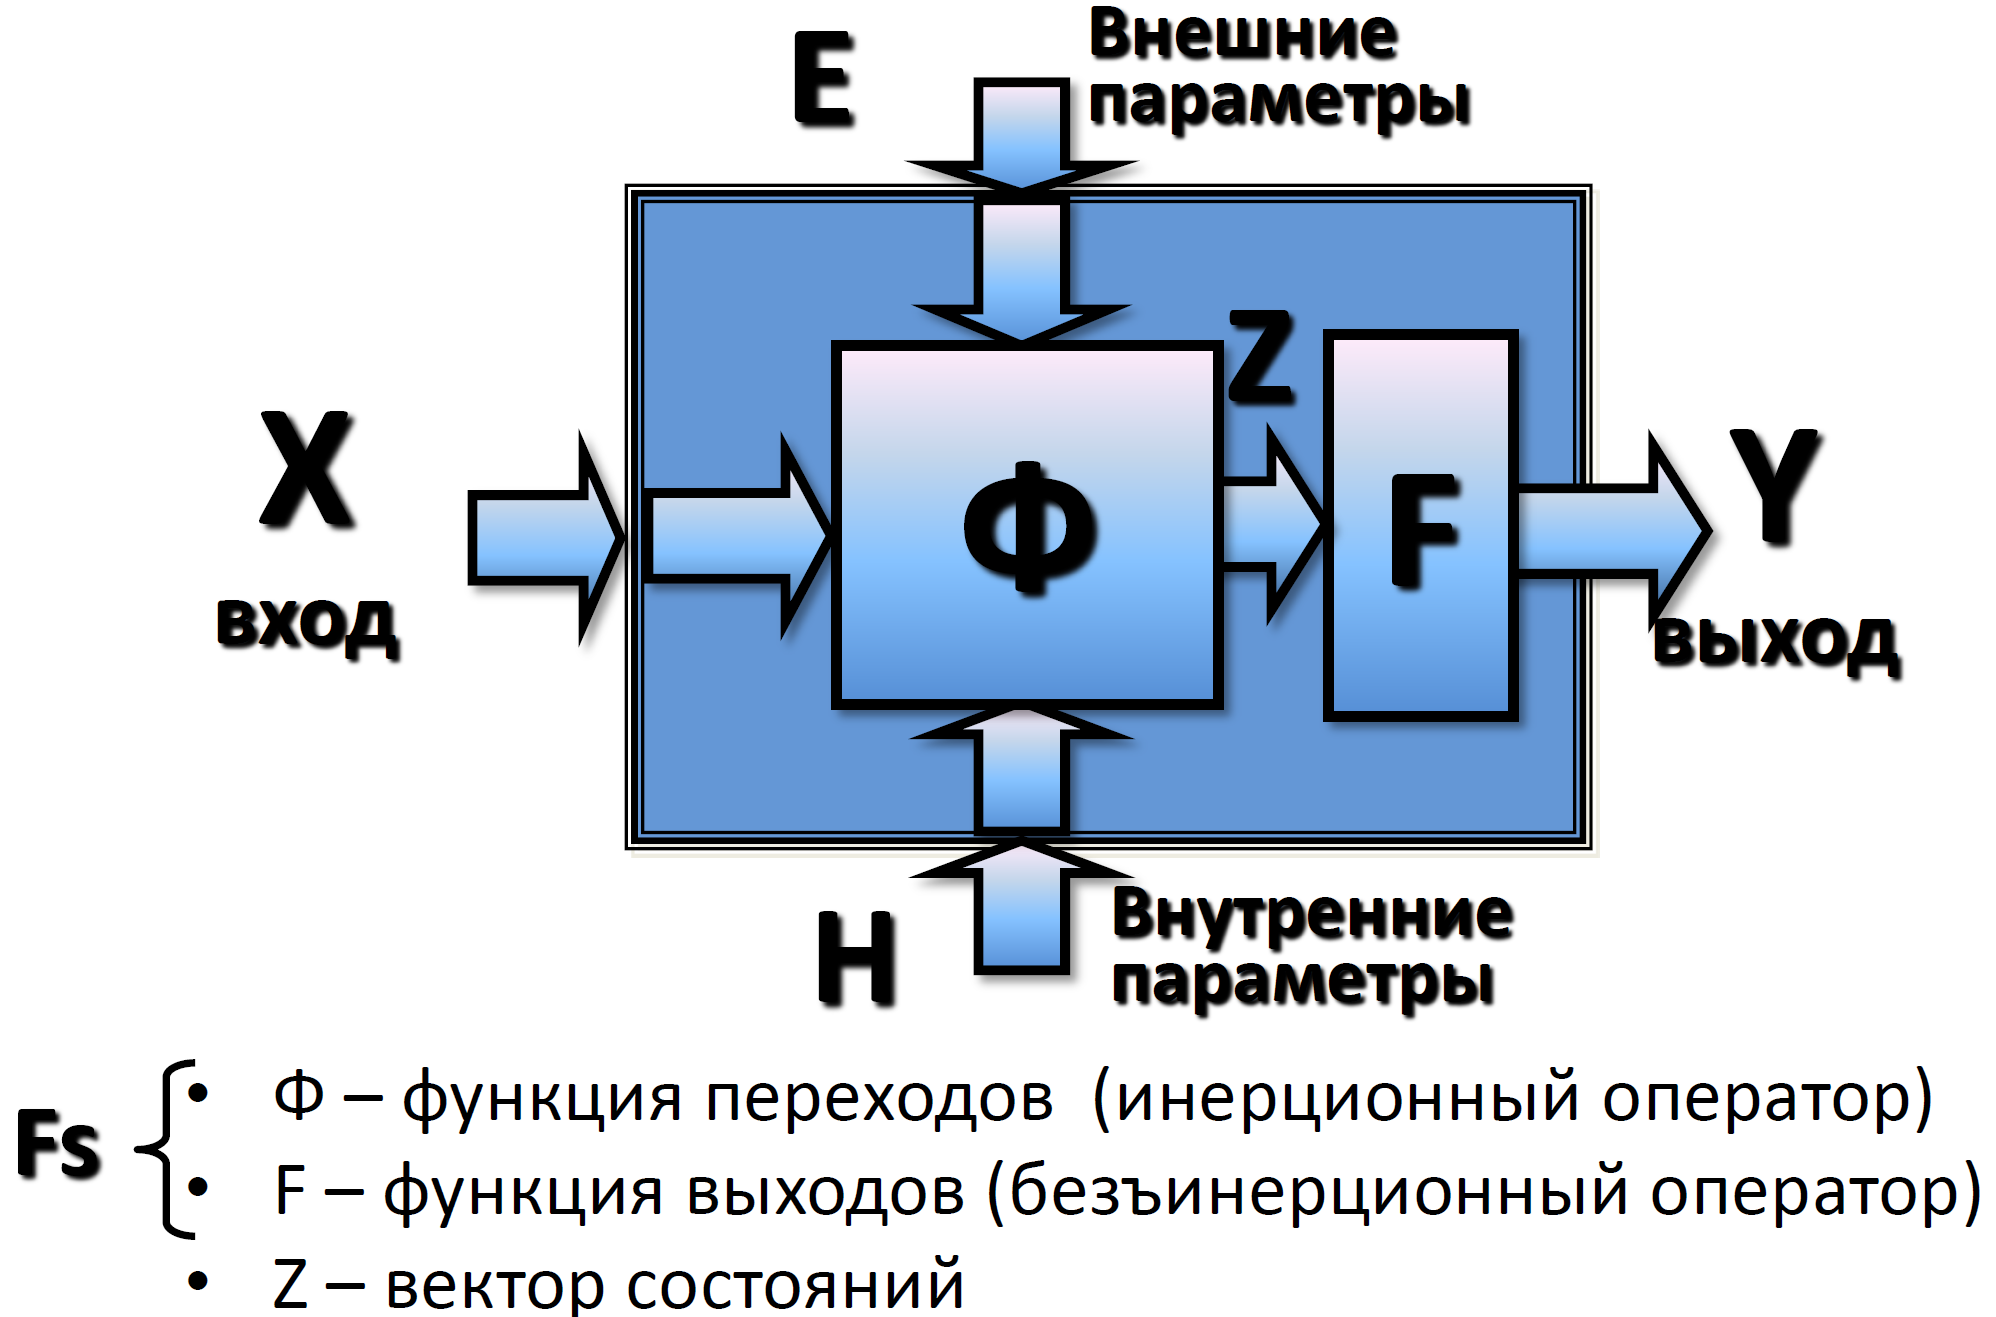 E
Внешние
параметры
X
вход
Ф
Z
F
Y
выход
H
Внутренние
параметры
Fs
• Ф – функция переходов (инерционный оператор)
• F – функция выходов (безъинерционный оператор)
• Z – вектор состояний